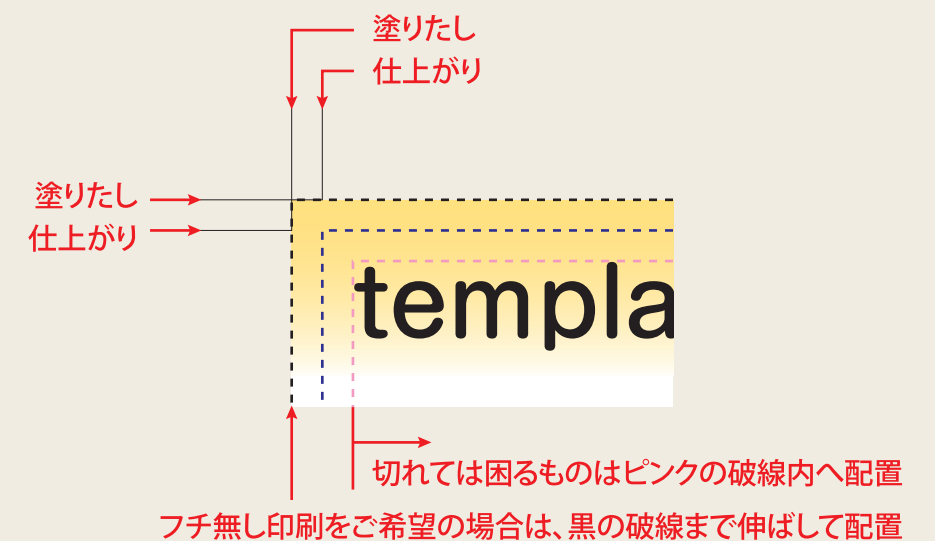 塗りたし
仕上がり
塗りたし
仕上がり
templa
切れては困るものはピンクの破線内へ配置
フチ無し印刷をご希望の場合は、黒の破線まで伸ばして配置